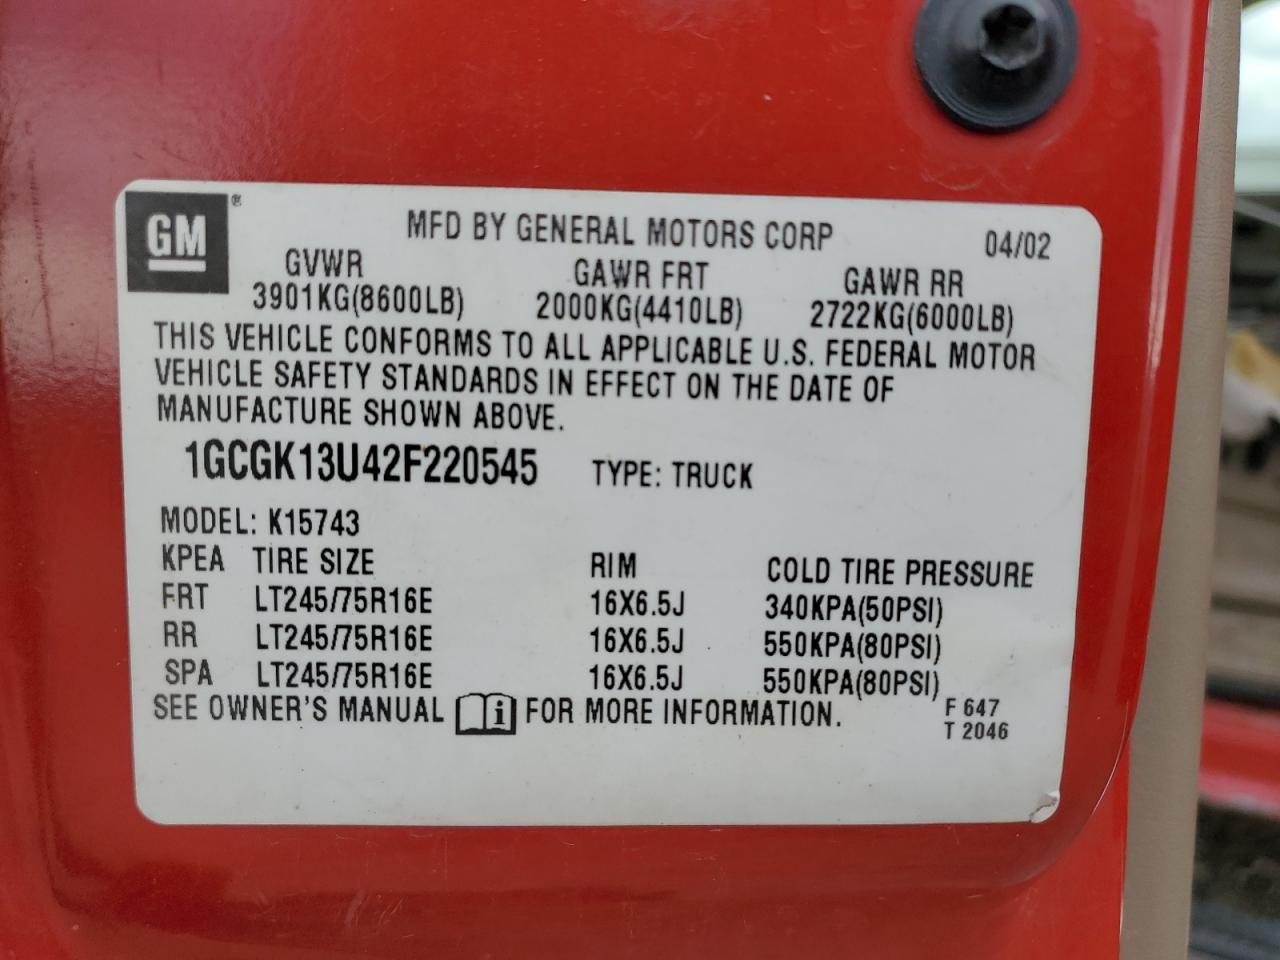 GM®
MFD BY GENERAL MOTORS CORP 04/02
GVWR GAWR FRT GAWR RR
3901KG(8600LB) 2000KG(4410LB) 2722KG(6000LB)
THIS VEHICLE CONFORMS TO ALL APPLICABLE U.S. FEDERAL MOTOR
VEHICLE SAFETY STANDARDS IN EFFECT ON THE DATE OF
MANUFACTURE SHOWN ABOVE.
1GCGK13U42F220545 TYPE: TRUCK
MODEL: K15743
KPEA TIRE SIZE RIM COLD TIRE PRESSURE
FRT LT245/75R16E 16X6.5J 340KPA(50PSI)
RR LT245/75R16E 16X6.5J 550KPA(80PSI)
SPA LT245/75R16E 16X6.5J 550KPA(80PSI)
SEE OWNER'S MANUAL i FOR MORE INFORMATION.
F 647
T 2046